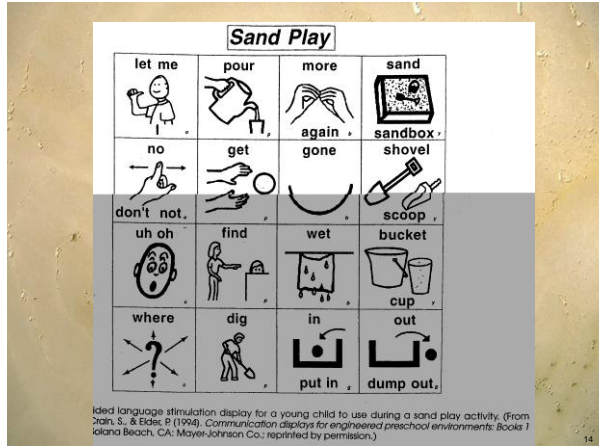 Sand Play
let me
pour
more
again
sand
sandbox
no
don't not
get
gone
shovel
scoop
uh oh
find
wet
bucket
cup
where
?
dig
in
put in
out
dump out
ided language stimulation display for a young child to use during a sand play activity. (From
Crain, S., & Elder, P. (1994). Communication displays for engineered preschool environments: Books 1
Solana Beach, CA: Mayer-Johnson Co.; reprinted by permission.)
14